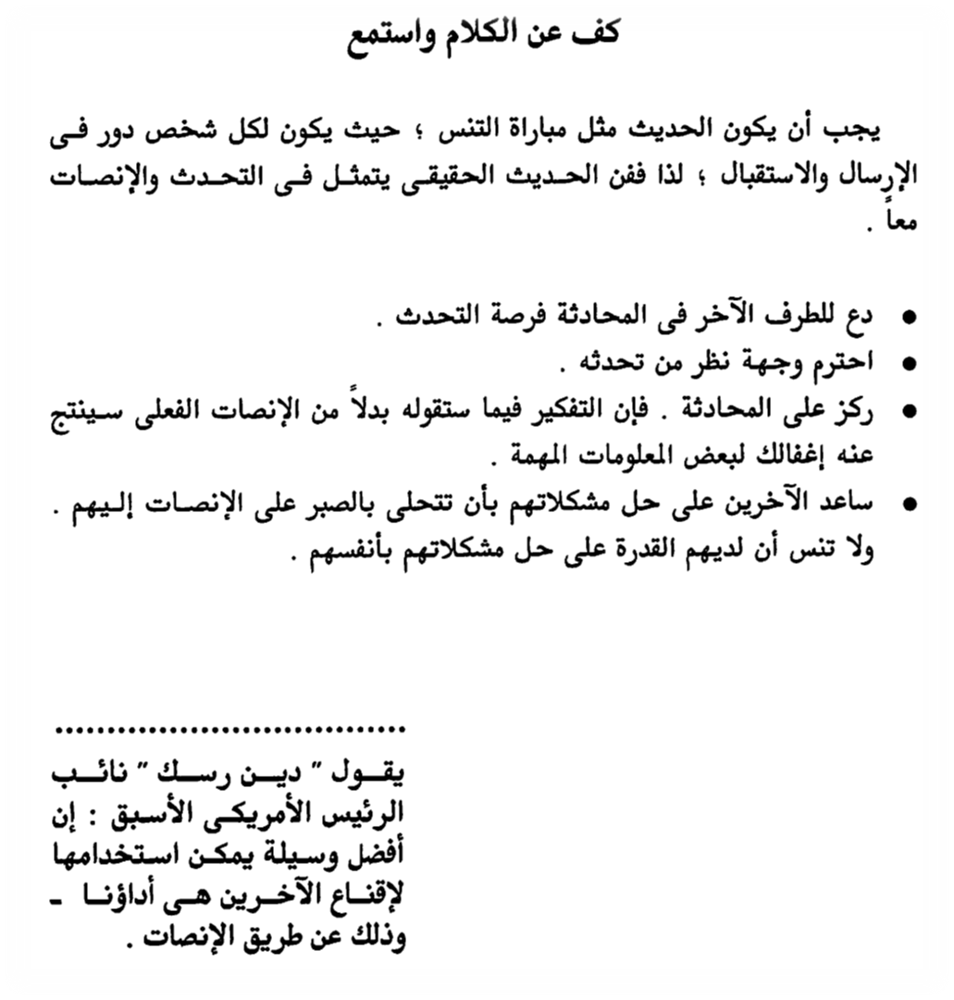 كف عن الكلام واستمع
يجب أن يكون الحديث مثل مباراة التنس ؛ حيث يكون لكل شخص دور فى
الإرسال والاستقبال ؛ لذا ففن الحديث الحقيقى يتمثل فى التحدث والإنصات
معاً .
● دع للطرف الآخر فى المحادثة فرصة التحدث .
● احترم وجهة نظر من تحدثه .
● ركز على المحادثة . فإن التفكير فيما ستقوله بدلاً من الإنصات الفعلى سينتج
عنه إغفالك لبعض المعلومات المهمة .
● ساعد الآخرين على حل مشكلاتهم بأن تتحلى بالصبر على الإنصات إليهم .
ولا تنس أن لديهم القدرة على حل مشكلاتهم بأنفسهم .
..................................
يقول " دين رسك " نائب
الرئيس الأمريكى الأسبق : إن
أفضل وسيلة يمكن استخدامها
لإقناع الآخرين هى أداؤنا -
وذلك عن طريق الإنصات .